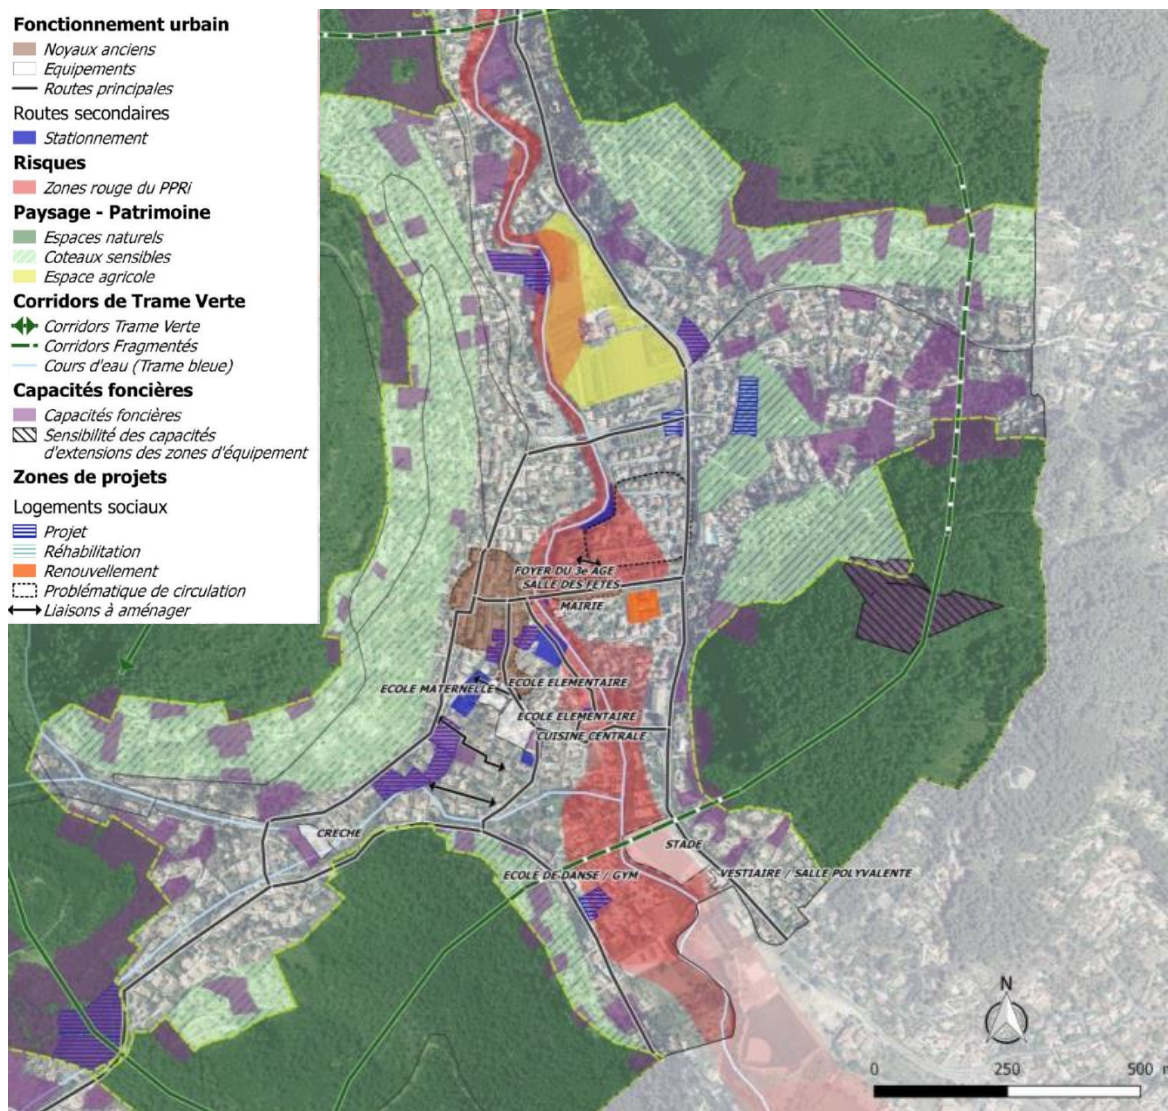 Fonctionnement urbain
Noyaux anciens
Equipements
Routes principales
Routes secondaires
Stationnement
Risques
Zones rouge du PPRi
Paysage - Patrimoine
Espaces naturels
Coteaux sensibles
Espace agricole
Corridors de Trame Verte
Corridors Trame Verte
Corridors Fragmentés
Cours d'eau (Trame bleue)
Capacités foncières
Capacités foncières
Sensibilité des capacités
d'extensions des zones d'équipement
Zones de projets
Logements sociaux
Projet
Réhabilitation
Renouvellement
Problématique de circulation
Liaisons à aménager
FOYER DU 3e AGE
SALLE DES FETES
MAIRIE
ECOLE MATERNELLE
ECOLE ELEMENTAIRE
ECOLE ELEMENTAIRE
CUISINE CENTRALE
CRECHE
STADE
ECOLE DE DANSE / GYM
VESTIAIRE / SALLE POLYVALENTE
N
0 250 500 m